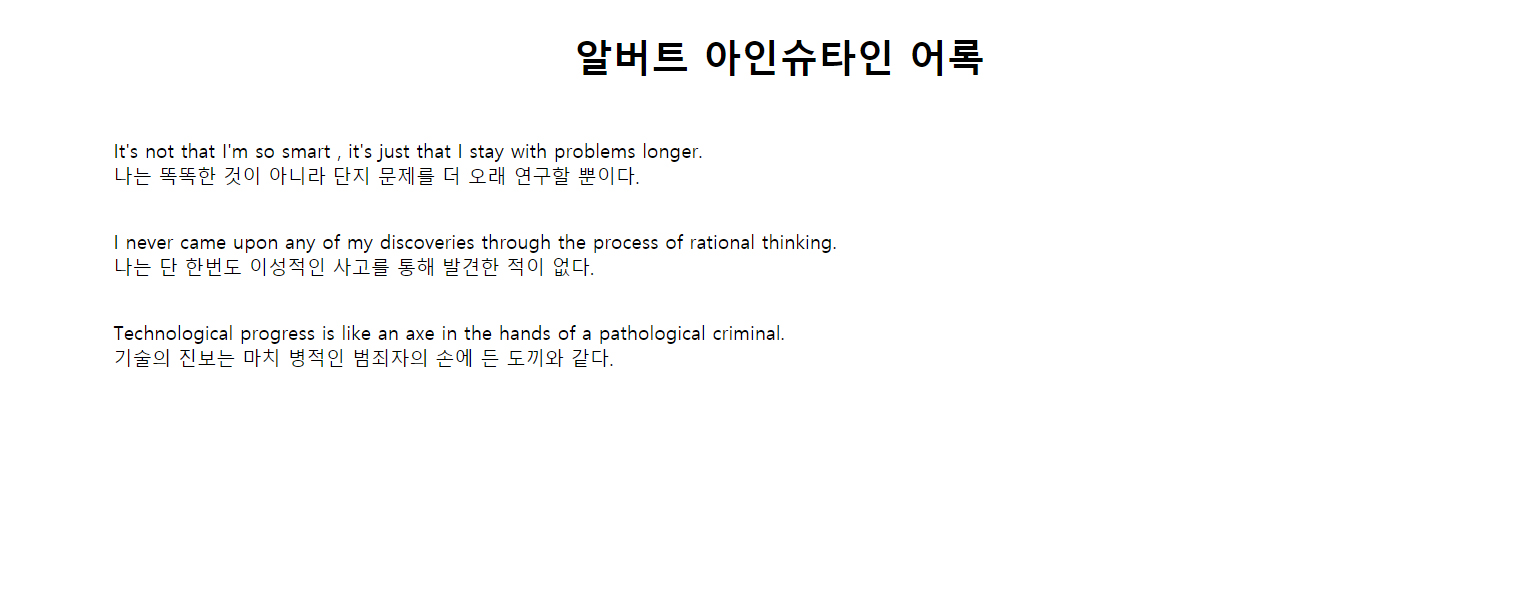 알버트 아인슈타인 어록
It's not that I'm so smart , it's just that I stay with problems longer.
나는 똑똑한 것이 아니라 단지 문제를 더 오래 연구할 뿐이다.
I never came upon any of my discoveries through the process of rational thinking.
나는 단 한번도 이성적인 사고를 통해 발견한 적이 없다.
Technological progress is like an axe in the hands of a pathological criminal.
기술의 진보는 마치 병적인 범죄자의 손에 든 도끼와 같다.